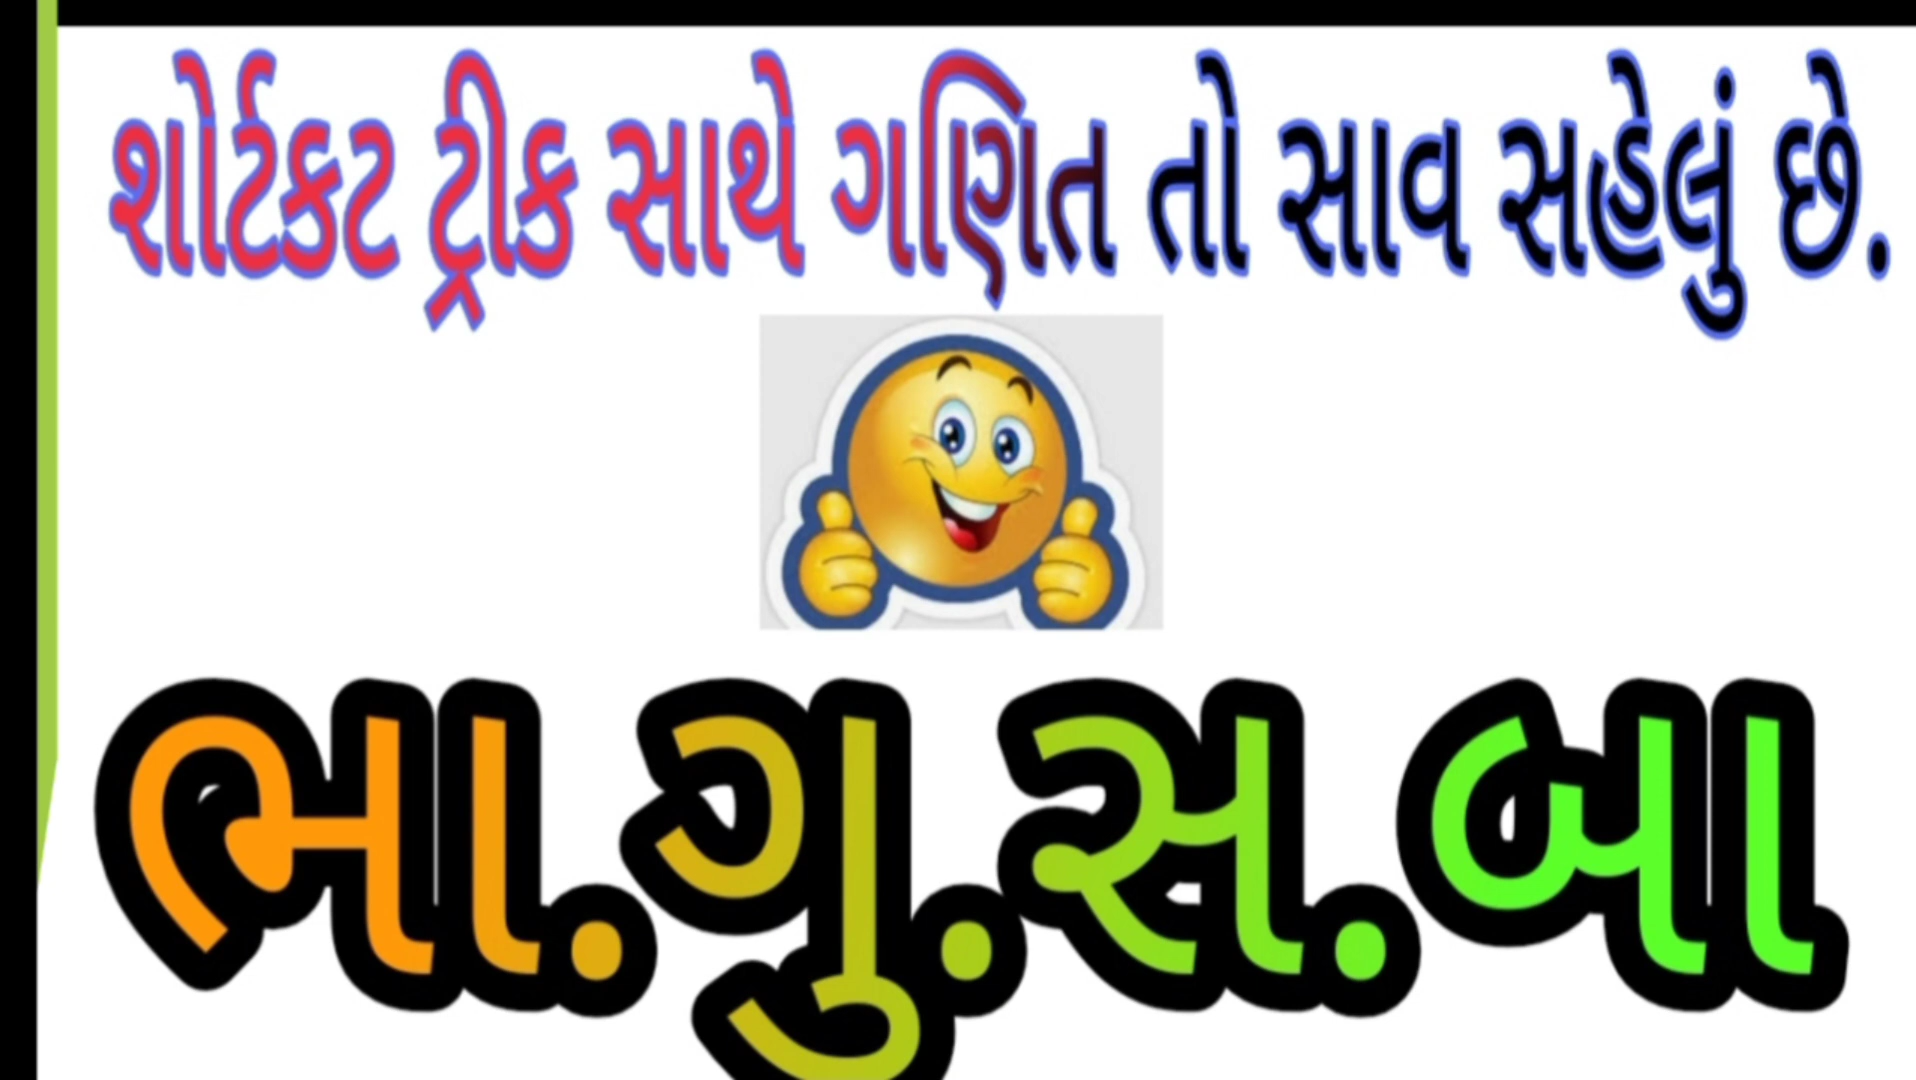 શોર્ટકટ ટ્રીક સાથે ગણિત તો સાવ સહેલું છે.
ભા.ગુ.સ.બા